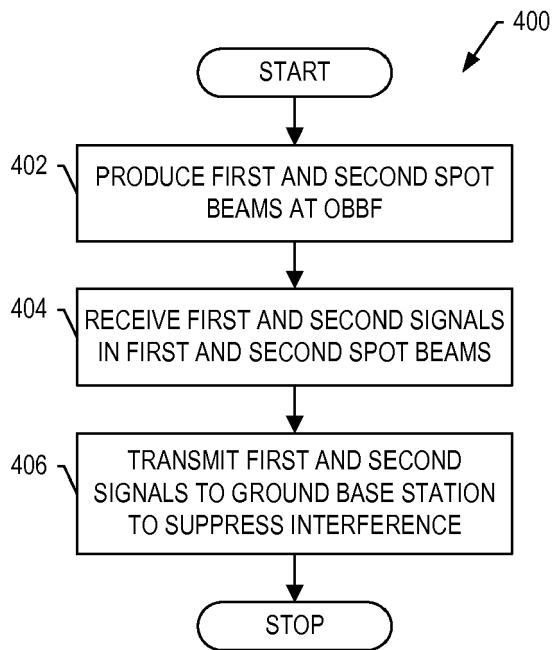 400
START
402
PRODUCE FIRST AND SECOND SPOT
BEAMS AT OBBF
404
RECEIVE FIRST AND SECOND SIGNALS
IN FIRST AND SECOND SPOT BEAMS
406
TRANSMIT FIRST AND SECOND
SIGNALS TO GROUND BASE STATION
TO SUPPRESS INTERFERENCE
STOP